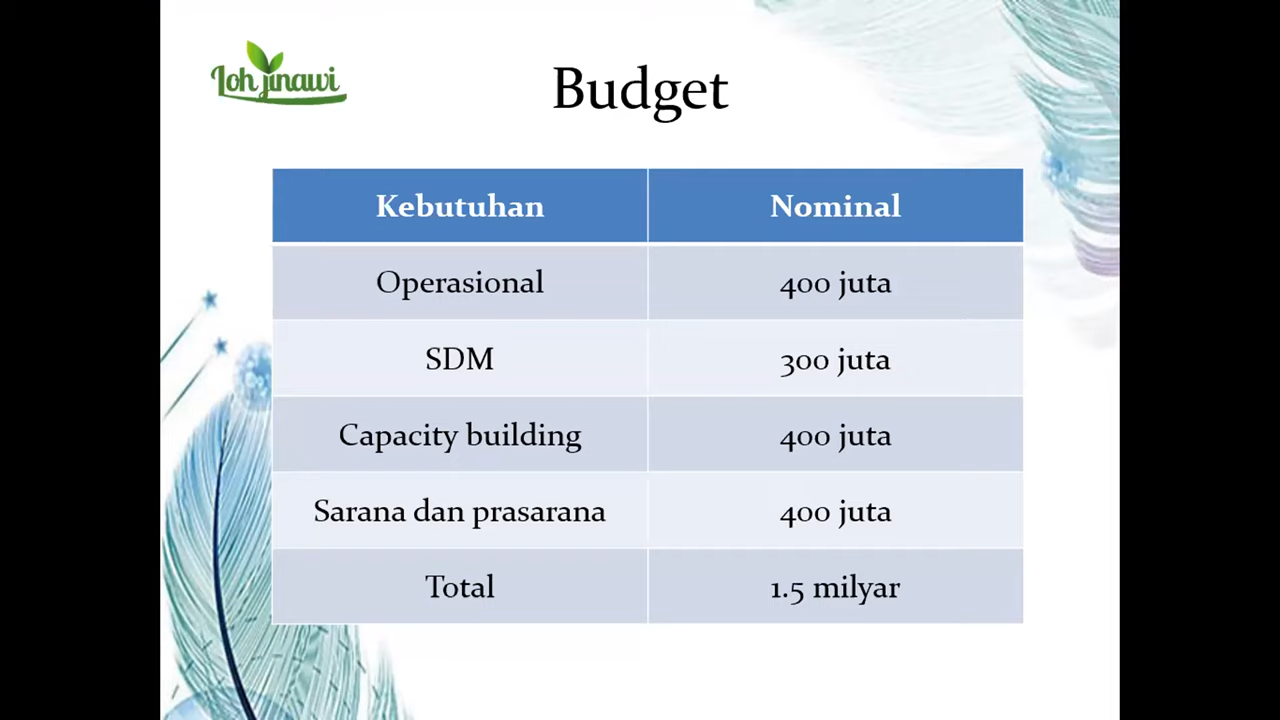 Loh Jinawi
Budget
Kebutuhan Nominal
Operasional 400 juta
SDM 300 juta
Capacity building 400 juta
Sarana dan prasarana 400 juta
Total 1.5 milyar